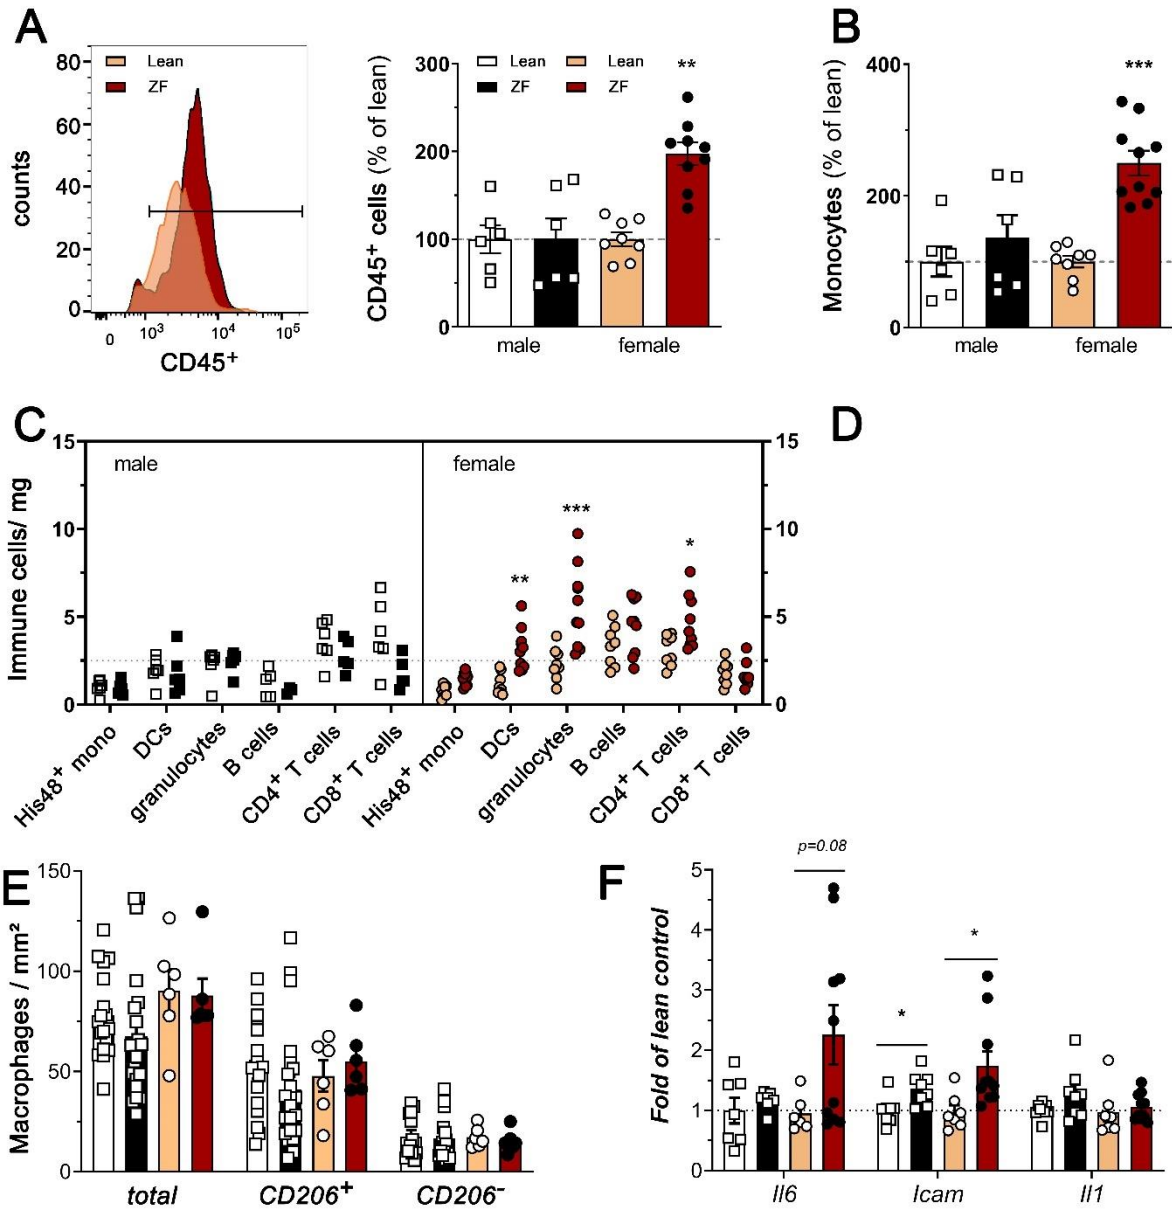 A
80
60
40
20
0
counts
Lean
ZF
0 10³ 10⁴ 10⁵
CD45⁺
300
200
100
0
CD45⁺ cells (% of lean)
Lean Lean
ZF ZF
**
male female
B
400
200
0
Monocytes (% of lean)
***
male female
C
15
10
5
0
Immune cells/ mg
male
female
**
***
*
15
10
5
0
His48⁺ mono
DCs
granulocytes
B cells
CD4⁺ T cells
CD8⁺ T cells
His48⁺ mono
DCs
granulocytes
B cells
CD4⁺ T cells
CD8⁺ T cells
D
E
150
100
50
0
Macrophages / mm²
total CD206⁺ CD206⁻
F
5
4
3
2
1
0
Fold of lean control
p=0.08
*
*
Il6 Icam Il1